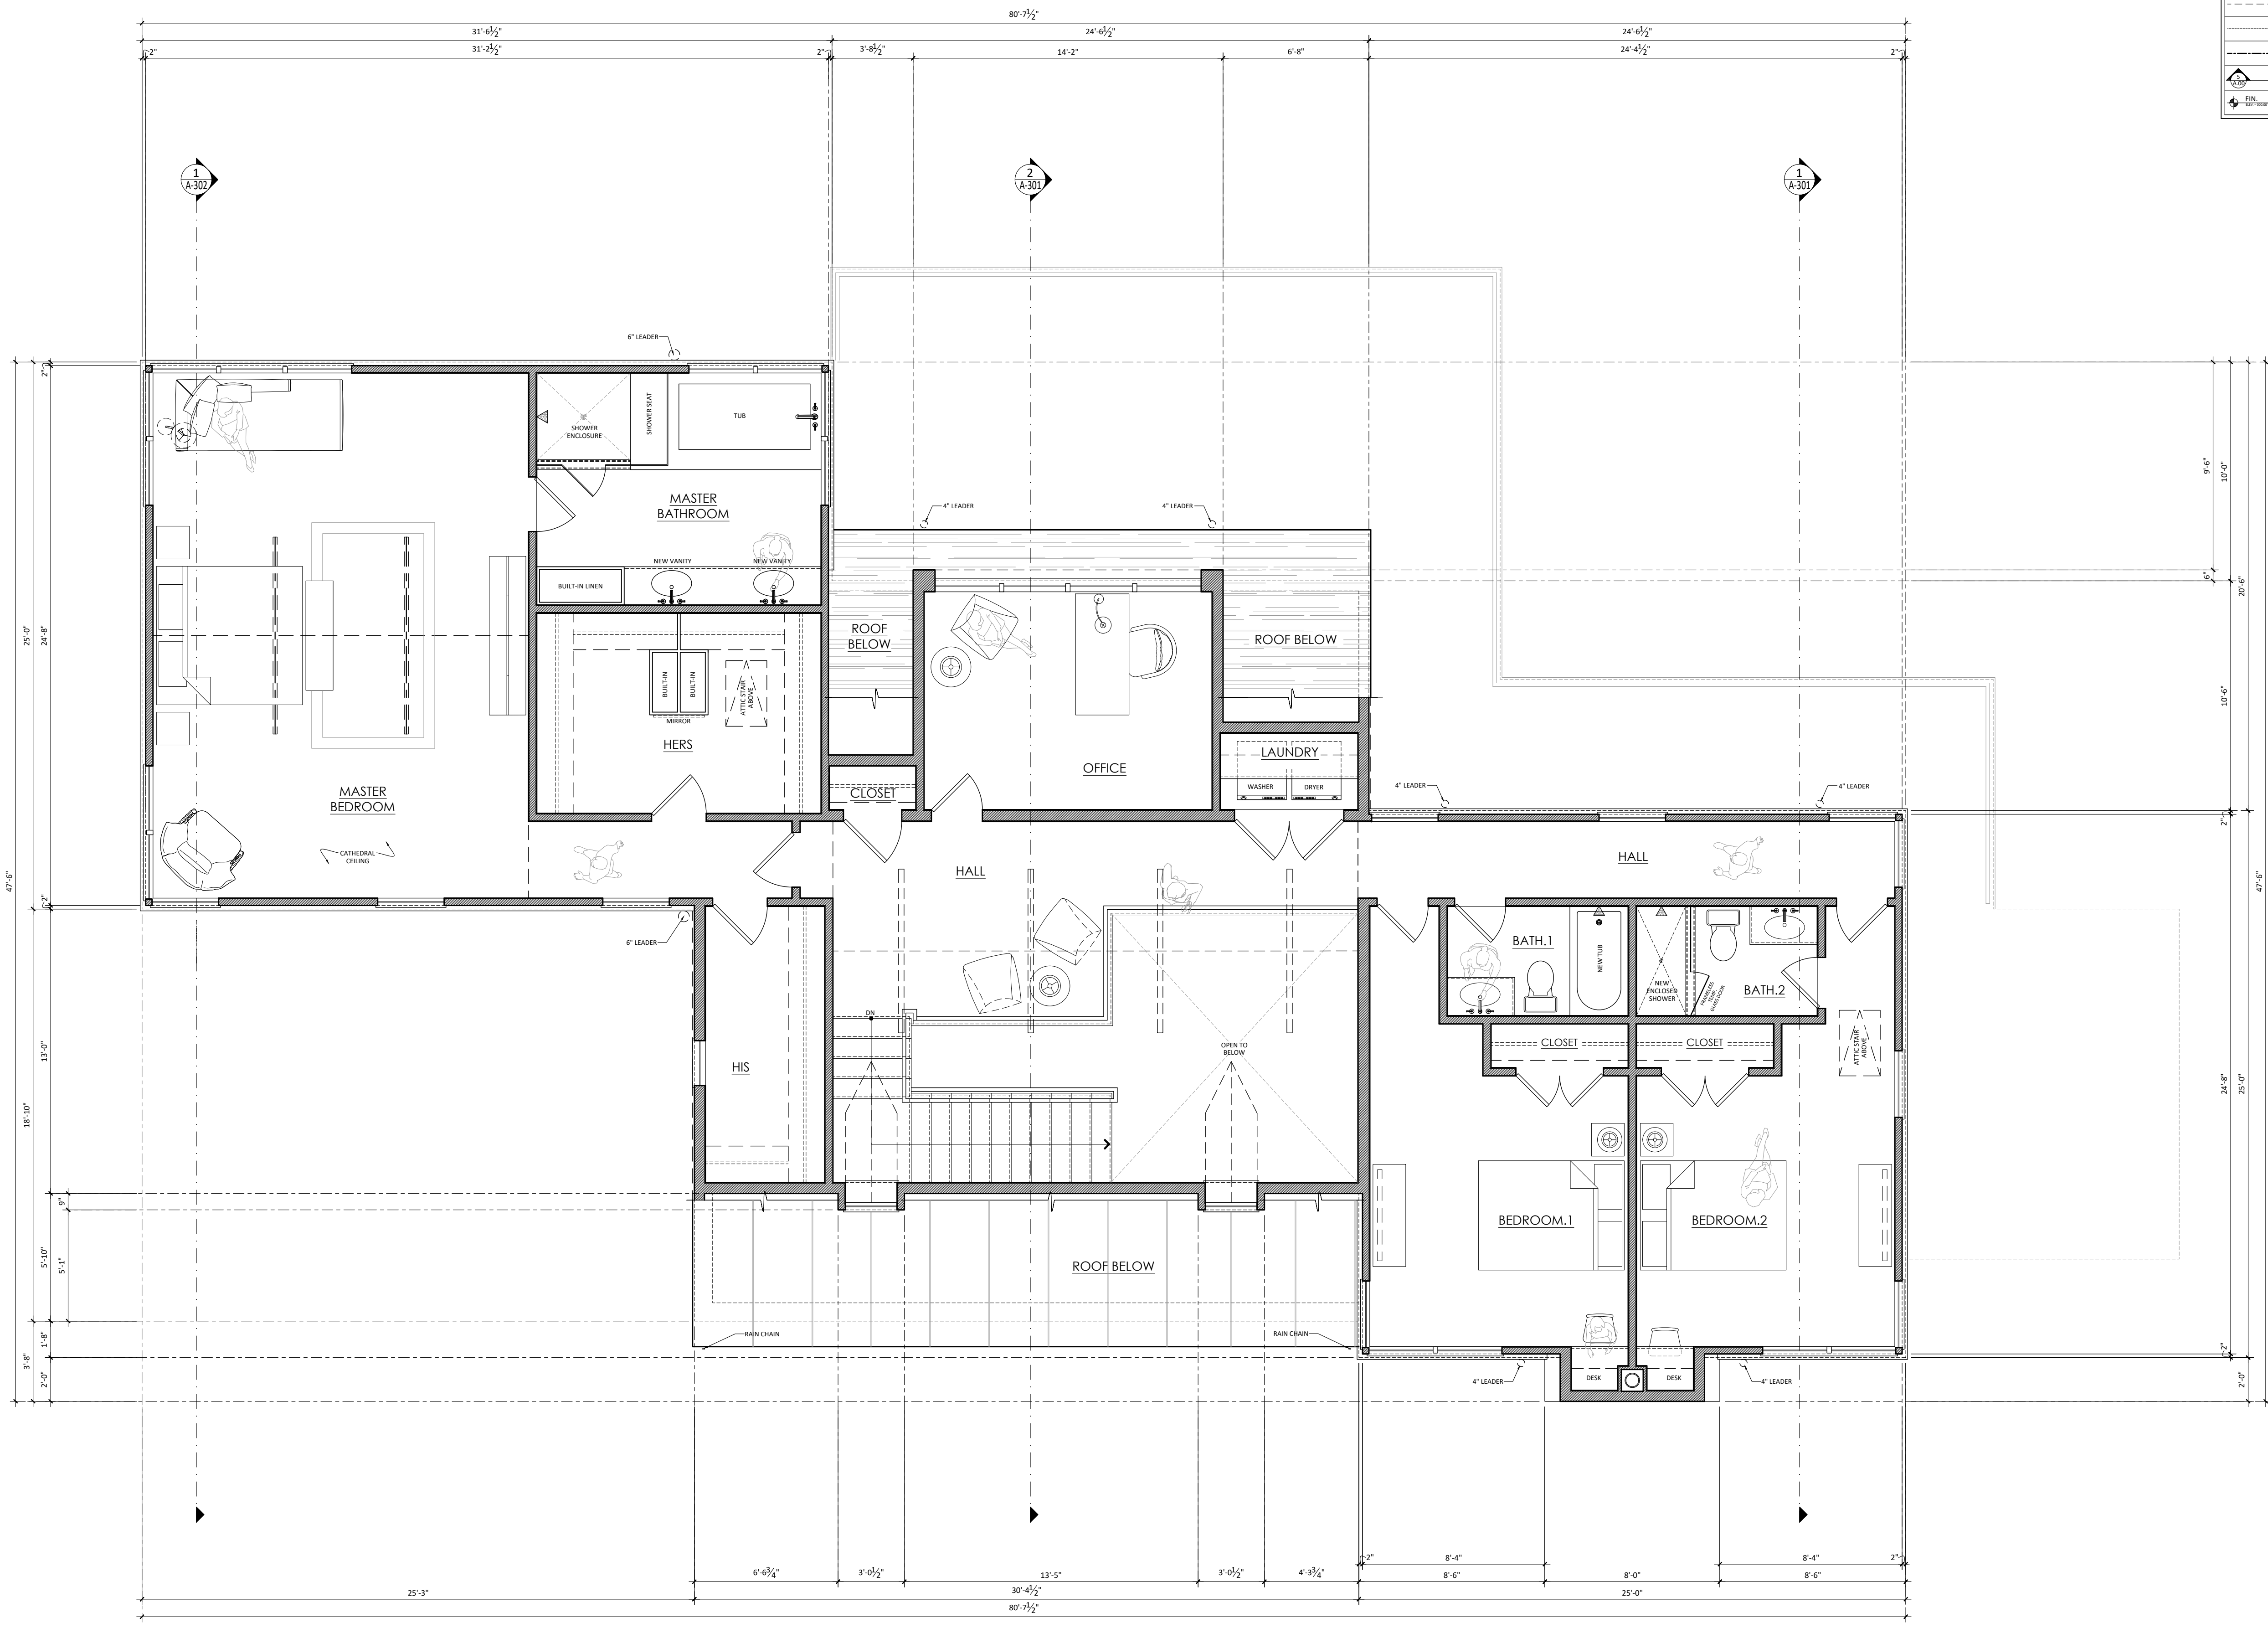 80'-7½"
31'-6½"
24'-6½"
24'-6½"
2"
31'-2½"
2"
3'-8½"
14'-2"
6'-8"
24'-4½"
2"
FIN.
1
A-302
2
A-301
1
A-301
6" LEADER
4" LEADER
4" LEADER
SHOWER
ENCLOSURE
SHOWER SEAT
TUB
MASTER
BATHROOM
NEW VANITY
NEW VANITY
BUILT-IN LINEN
ROOF
BELOW
ROOF BELOW
BUILT-IN
BUILT-IN
MIRROR
ATTIC STAIR
ABOVE
HERS
OFFICE
LAUNDRY
WASHER
DRYER
CLOSET
MASTER
BEDROOM
CATHEDRAL
CEILING
4" LEADER
4" LEADER
HALL
HALL
6" LEADER
BATH.1
NEW TUB
NEW
ENCLOSED
SHOWER
FRAMELESS
TEMP
GLASS DOOR
BATH.2
DN
HIS
OPEN TO
BELOW
CLOSET
CLOSET
ATTIC STAIR
ABOVE
BEDROOM.1
BEDROOM.2
ROOF BELOW
RAIN CHAIN
RAIN CHAIN
4" LEADER
DESK
DESK
4" LEADER
47'-6"
25'-0"
2"
24'-8"
2"
18'-10"
13'-0"
9"
5'-10"
5'-1"
3'-8"
1'-8"
2'-0"
9'-6"
6"
10'-0"
20'-6"
10'-6"
2"
47'-6"
24'-8"
25'-0"
2"
2'-0"
2"
8'-4"
8'-4"
2"
6'-6¾"
3'-0½"
13'-5"
3'-0½"
4'-3¾"
8'-6"
8'-0"
8'-6"
25'-3"
30'-4½"
25'-0"
80'-7½"